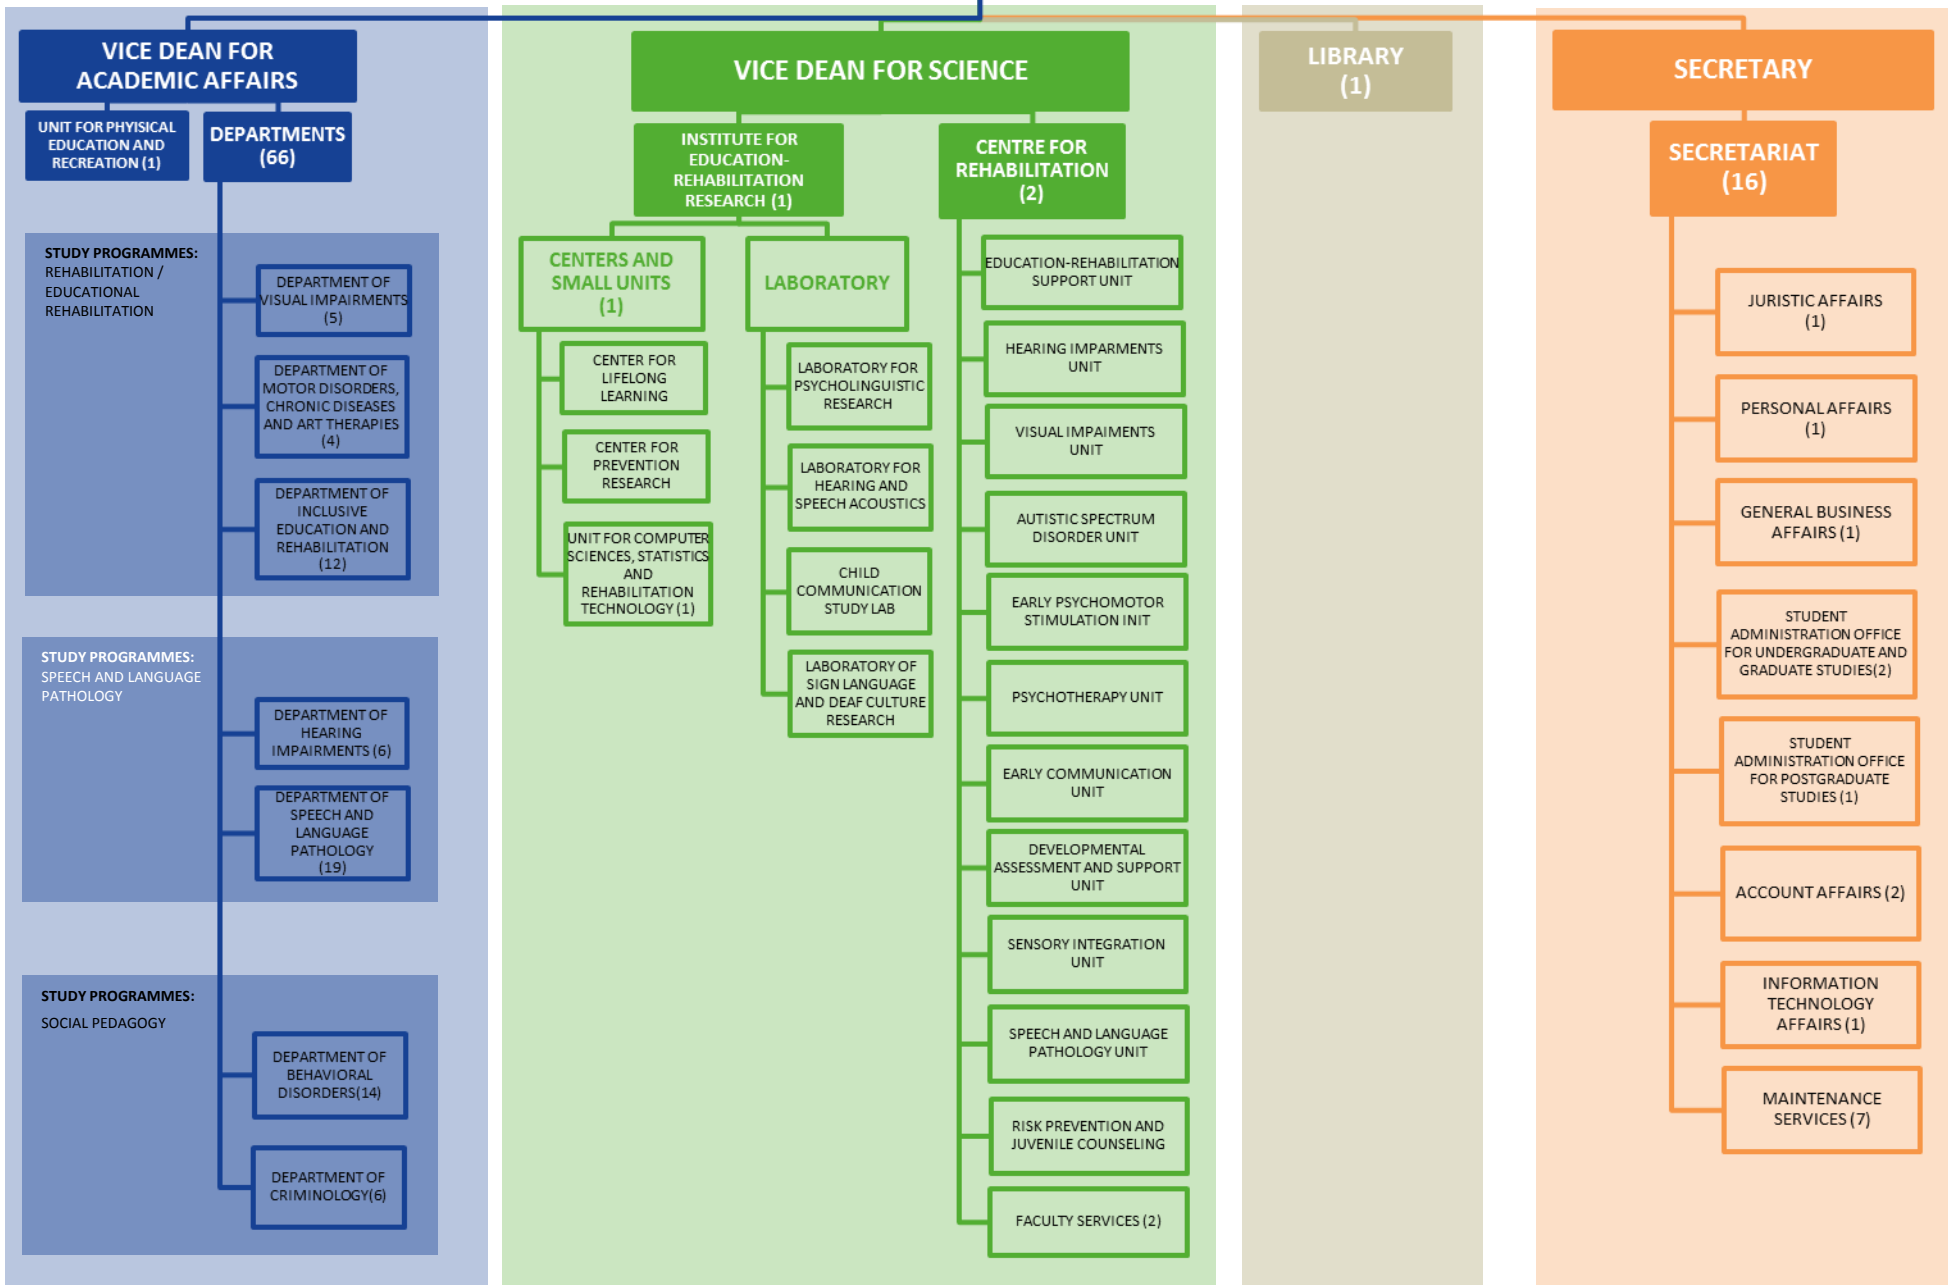 VICE DEAN FOR
ACADEMIC AFFAIRS
UNIT FOR PHYISICAL
EDUCATION AND
RECREATION (1)
DEPARTMENTS
(66)
STUDY PROGRAMMES:
REHABILITATION /
EDUCATIONAL
REHABILITATION
DEPARTMENT OF
VISUAL IMPAIRMENTS
(5)
DEPARTMENT OF
MOTOR DISORDERS,
CHRONIC DISEASES
AND ART THERAPIES
(4)
DEPARTMENT OF
INCLUSIVE
EDUCATION AND
REHABILITATION
(12)
STUDY PROGRAMMES:
SPEECH AND LANGUAGE
PATHOLOGY
DEPARTMENT OF
HEARING
IMPAIRMENTS (6)
DEPARTMENT OF
SPEECH AND
LANGUAGE
PATHOLOGY
(19)
STUDY PROGRAMMES:
SOCIAL PEDAGOGY
DEPARTMENT OF
BEHAVIORAL
DISORDERS(14)
DEPARTMENT OF
CRIMINOLOGY(6)
VICE DEAN FOR SCIENCE
INSTITUTE FOR
EDUCATION-
REHABILITATION
RESEARCH (1)
CENTERS AND
SMALL UNITS
(1)
CENTER FOR
LIFELONG
LEARNING
CENTER FOR
PREVENTION
RESEARCH
UNIT FOR COMPUTER
SCIENCES, STATISTICS
AND
REHABILITATION
TECHNOLOGY (1)
LABORATORY
LABORATORY FOR
PSYCHOLINGUISTIC
RESEARCH
LABORATORY FOR
HEARING AND
SPEECH ACOUSTICS
CHILD
COMMUNICATION
STUDY LAB
LABORATORY OF
SIGN LANGUAGE
AND DEAF CULTURE
RESEARCH
CENTRE FOR
REHABILITATION
(2)
EDUCATION-REHABILITATION
SUPPORT UNIT
HEARING IMPARMENTS
UNIT
VISUAL IMPAIMENTS
UNIT
AUTISTIC SPECTRUM
DISORDER UNIT
EARLY PSYCHOMOTOR
STIMULATION INIT
PSYCHOTHERAPY UNIT
EARLY COMMUNICATION
UNIT
DEVELOPMENTAL
ASSESSMENT AND SUPPORT
UNIT
SENSORY INTEGRATION
UNIT
SPEECH AND LANGUAGE
PATHOLOGY UNIT
RISK PREVENTION AND
JUVENILE COUNSELING
FACULTY SERVICES (2)
LIBRARY
(1)
SECRETARY
SECRETARIAT
(16)
JURISTIC AFFAIRS
(1)
PERSONAL AFFAIRS
(1)
GENERAL BUSINESS
AFFAIRS (1)
STUDENT
ADMINISTRATION OFFICE
FOR UNDERGRADUATE AND
GRADUATE STUDIES(2)
STUDENT
ADMINISTRATION OFFICE
FOR POSTGRADUATE
STUDIES (1)
ACCOUNT AFFAIRS (2)
INFORMATION
TECHNOLOGY
AFFAIRS (1)
MAINTENANCE
SERVICES (7)